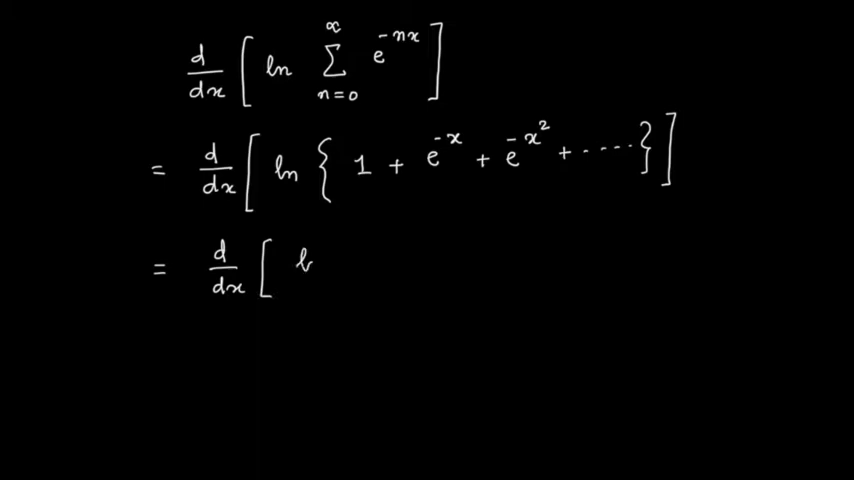 d/dx [ ln ∑_{n=0}^{∝} e^{-nx} ]
= d/dx [ ln { 1 + e^{-x} + e^{-x^2} + ····· } ]
= d/dx [ l